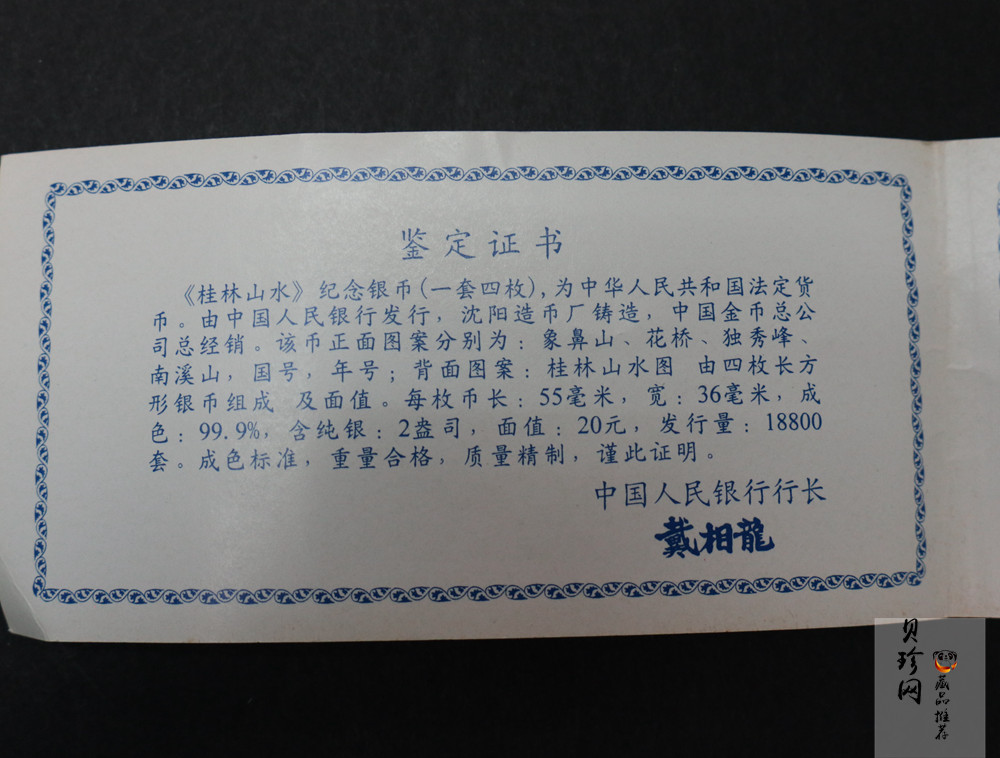 鉴定证书
《桂林山水》纪念银币(一套四枚),为中华人民共和国法定货
币。由中国人民银行发行,沈阳造币厂铸造,中国金币总公
司总经销。该币正面图案分别为:象鼻山、花桥、独秀峰、
南溪山,国号,年号;背面图案:桂林山水图 由四枚长方
形银币组成 及面值。每枚币长:55毫米,宽:36毫米,成
色:99.9%,含纯银:2盎司,面值:20元,发行量:18800
套。成色标准,重量合格,质量精制,谨此证明。
中国人民银行行长
戴相龍
贝珍网
藏品推荐